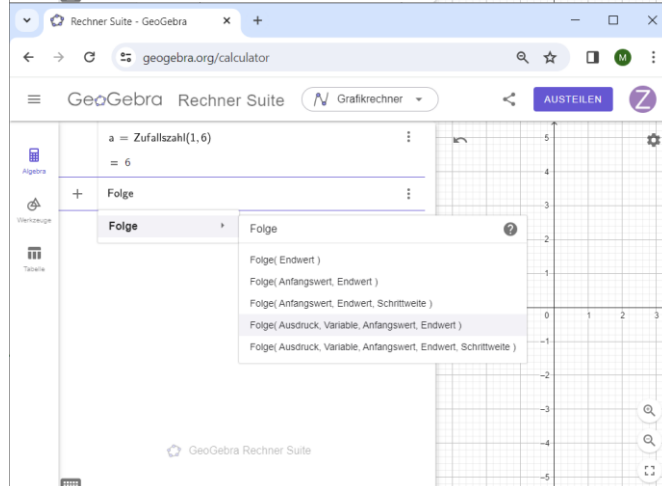 Rechner Suite - GeoGebra
geogebra.org/calculator
M
GeoGebra Rechner Suite
Grafikrechner
AUSTEILEN
Z
Algebra
Werkzeuge
Tabelle
a = Zufallszahl(1, 6)
= 6
Folge
Folge
Folge
Folge( Endwert )
Folge( Anfangswert, Endwert )
Folge( Anfangswert, Endwert, Schrittweite )
Folge( Ausdruck, Variable, Anfangswert, Endwert )
Folge( Ausdruck, Variable, Anfangswert, Endwert, Schrittweite )
GeoGebra Rechner Suite
5
4
3
2
1
0 1 2 3
−1
−2
−3
−4
−5